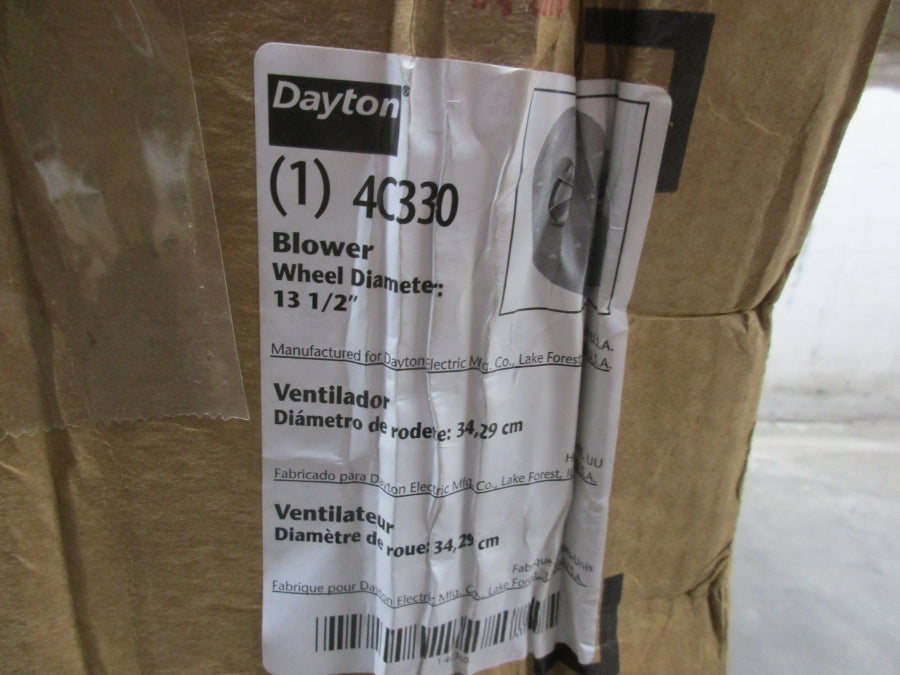 Dayton®
(1) 4C330
Blower
Wheel Diameter:
13 1/2"
U.S.A.
Manufactured for Dayton Electric Mfg. Co., Lake Forest, U.S.A.
Ventilador
Diámetro de rodete: 34,29 cm
Fabricado para Dayton Electric Mfg. Co., Lake Forest,
Ventilateur
Diamètre de roue: 34,29 cm
Fabrique pour Dayton Electric Mfg. Co., Lake Forest,